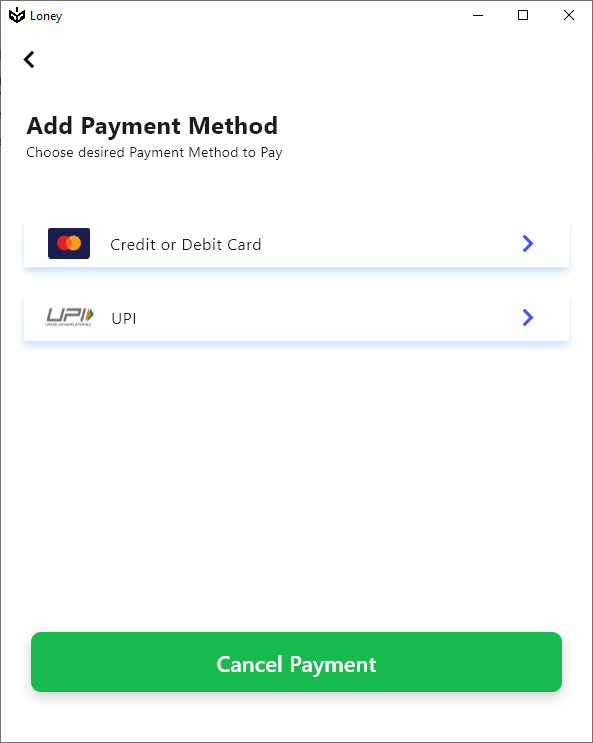 Loney
Add Payment Method
Choose desired Payment Method to Pay
Credit or Debit Card
UPI
UPI
Cancel Payment